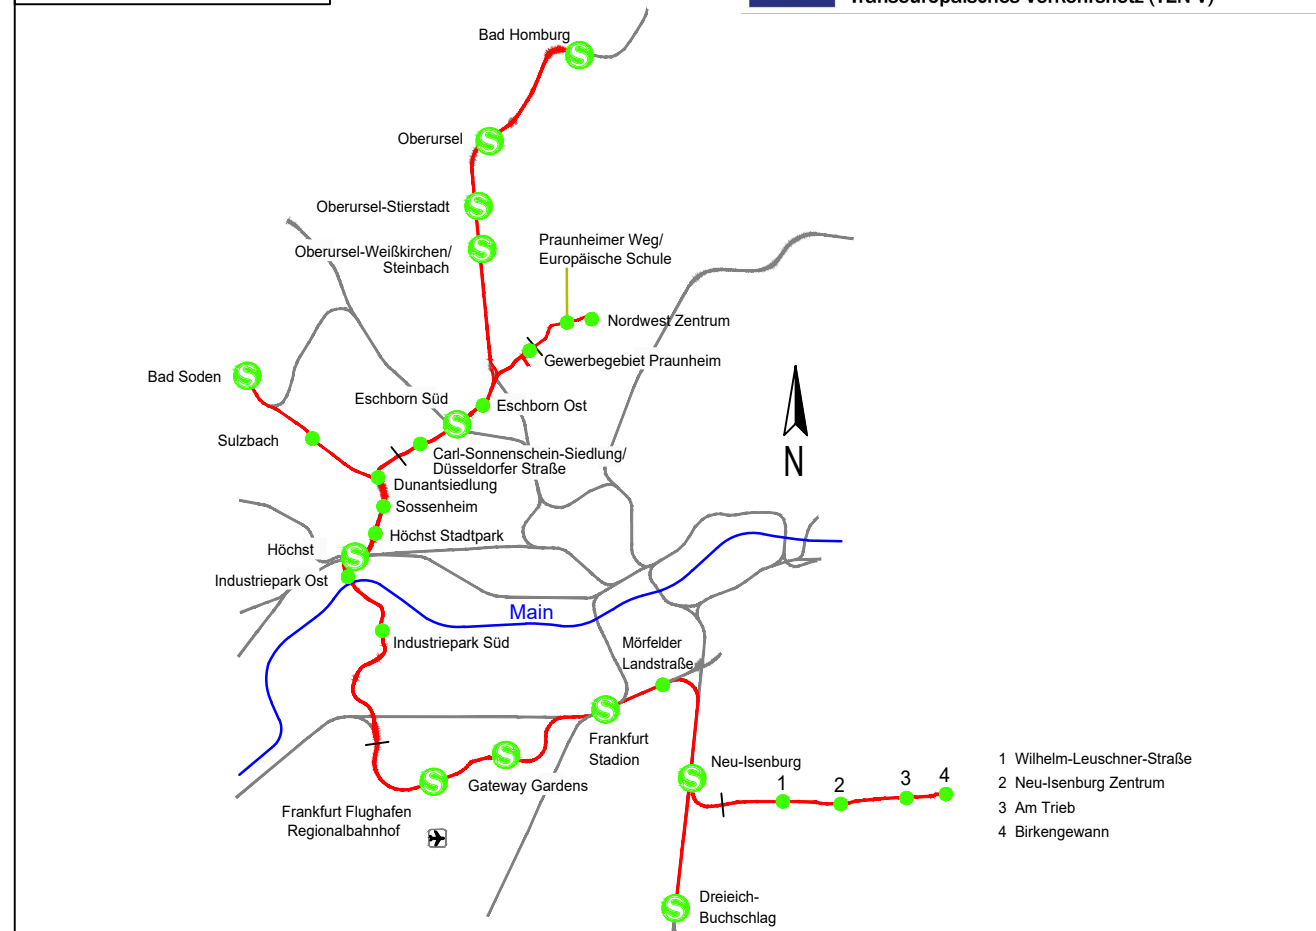 Transeuropäisches Verkehrsnetz (TEN-V)
Bad Homburg
Oberursel
Oberursel-Stierstadt
Oberursel-Weißkirchen/
Steinbach
Praunheimer Weg/
Europäische Schule
Nordwest Zentrum
Gewerbegebiet Praunheim
Bad Soden
Eschborn Süd
Eschborn Ost
Sulzbach
Carl-Sonnenschein-Siedlung/
Düsseldorfer Straße
Dunantsiedlung
Sossenheim
Höchst Stadtpark
Höchst
Industriepark Ost
N
Main
Industriepark Süd
Mörfelder
Landstraße
Frankfurt
Stadion
Gateway Gardens
Frankfurt Flughafen
Regionalbahnhof
Neu-Isenburg
1
2
3
4
1 Wilhelm-Leuschner-Straße
2 Neu-Isenburg Zentrum
3 Am Trieb
4 Birkengewann
Dreieich-
Buchschlag